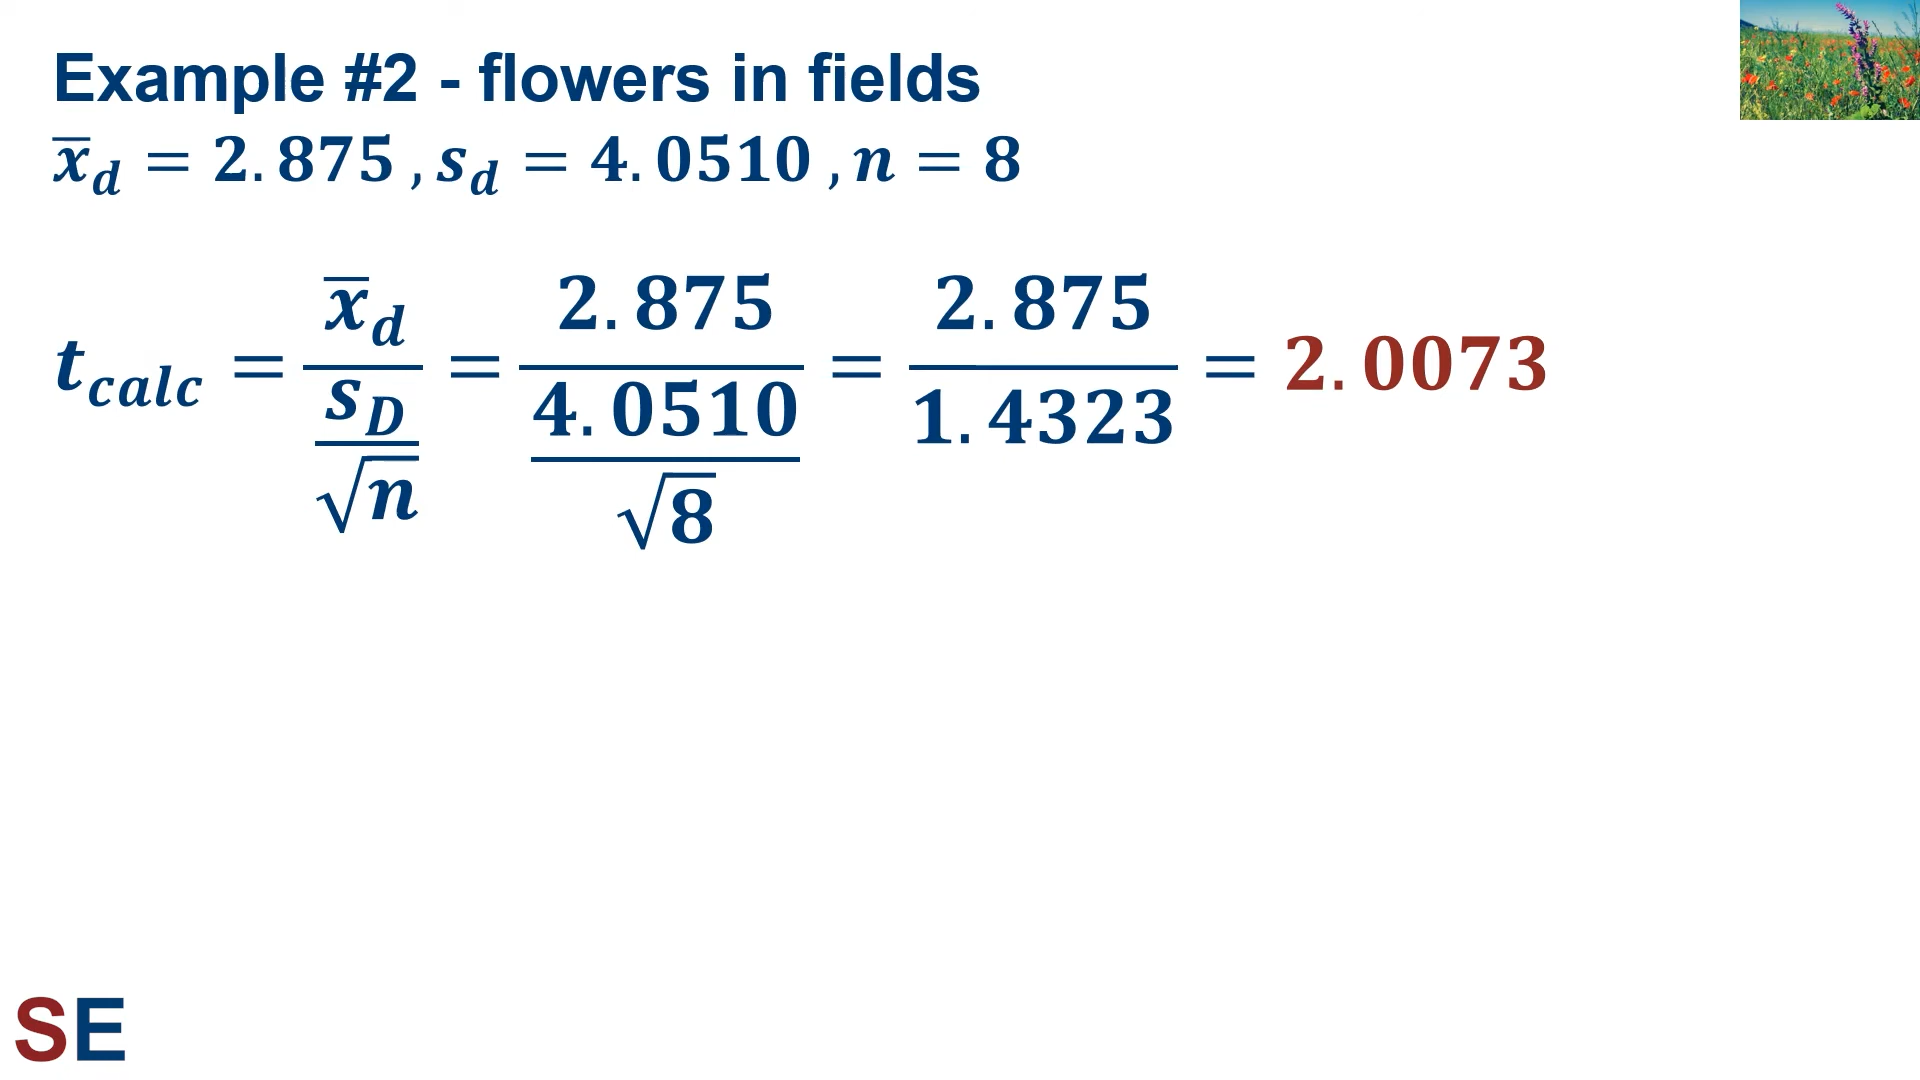 Example #2 - flowers in fields
x̄_d = 2.875 , s_d = 4.0510 , n = 8
t_calc = x̄_d / (s_D / √n) = 2.875 / (4.0510 / √8) = 2.875 / 1.4323 = 2.0073
SE